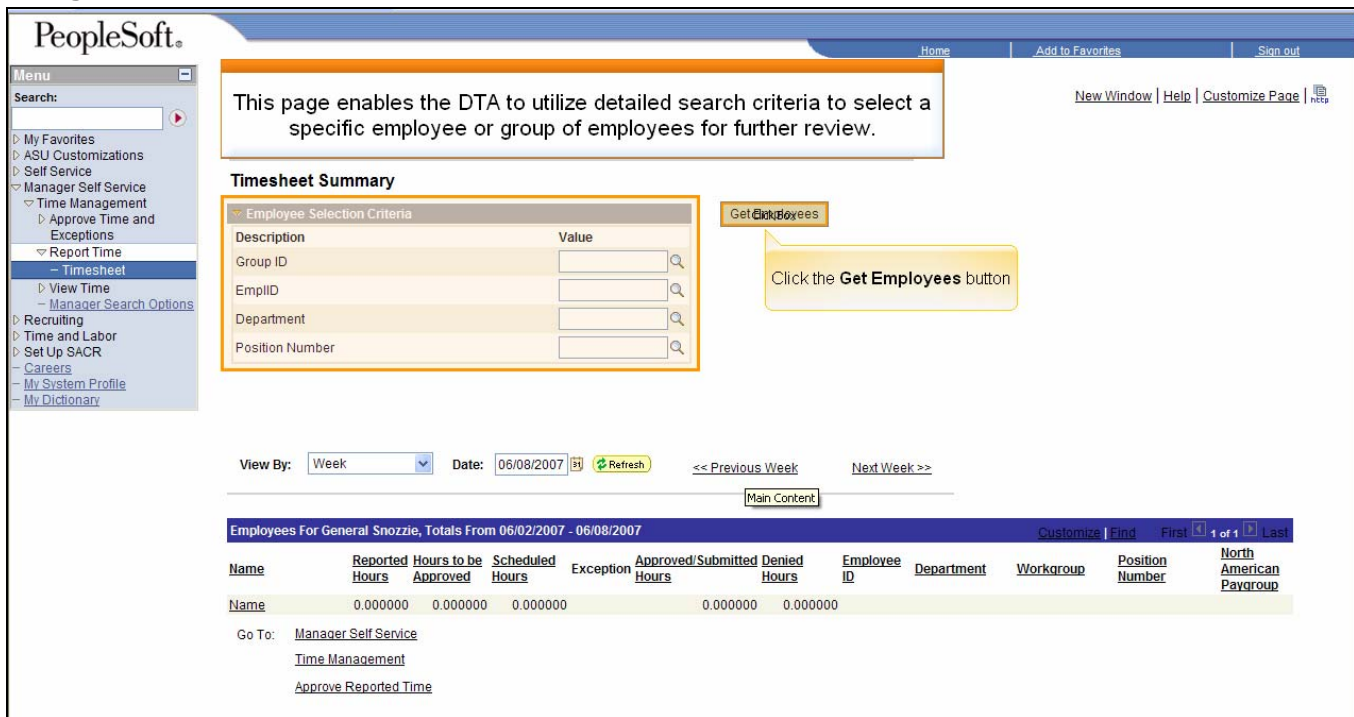 PeopleSoft®
Home | Add to Favorites | Sign out
Menu
Search:
My Favorites
ASU Customizations
Self Service
Manager Self Service
Time Management
Approve Time and
Exceptions
Report Time
– Timesheet
View Time
– Manager Search Options
Recruiting
Time and Labor
Set Up SACR
– Careers
– My System Profile
– My Dictionary
This page enables the DTA to utilize detailed search criteria to select a
specific employee or group of employees for further review.
New Window | Help | Customize Page | http
Timesheet Summary
Employee Selection Criteria
Description Value
Group ID
EmplID
Department
Position Number
Get Employees
Click Box
Click the Get Employees button
View By: Week Date: 06/08/2007 31 Refresh << Previous Week Next Week >>
Main Content
Employees For General Snozzie, Totals From 06/02/2007 - 06/08/2007 Customize | Find First 1 of 1 Last
Name Reported Hours Hours to be Approved Scheduled Hours Exception Approved/Submitted Hours Denied Hours Employee ID Department Workgroup Position Number North American Paygroup
Name 0.000000 0.000000 0.000000 0.000000 0.000000
Go To: Manager Self Service
Time Management
Approve Reported Time